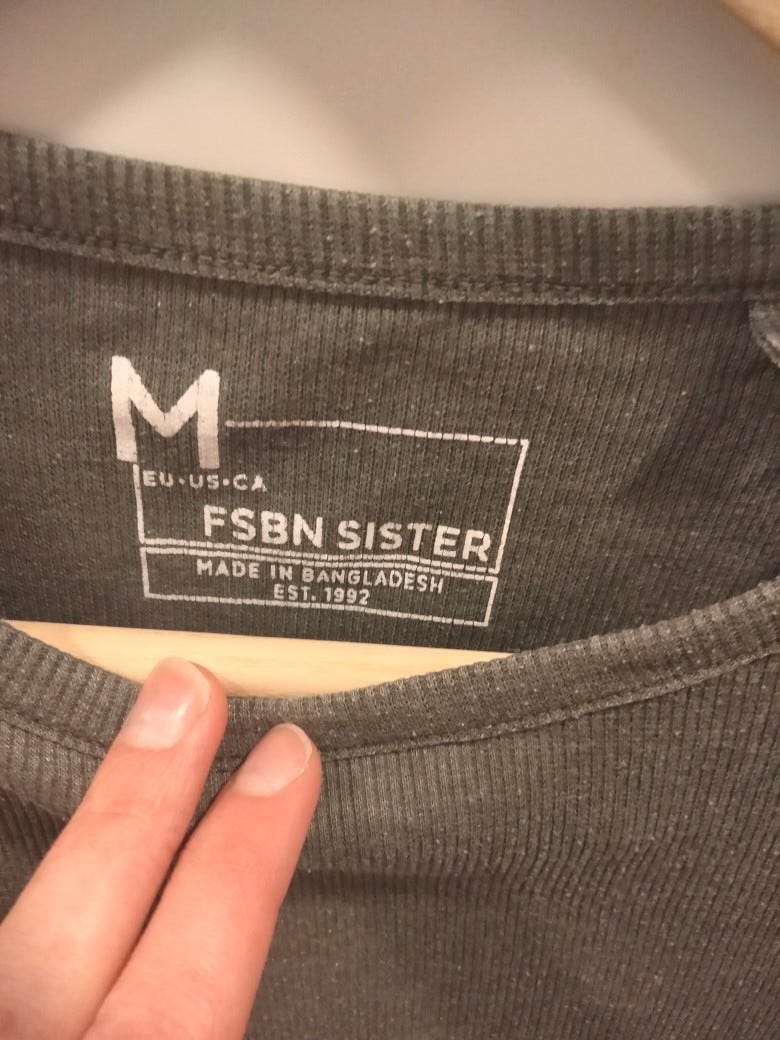 M
EU•US•CA
FSBN SISTER
MADE IN BANGLADESH
EST. 1992